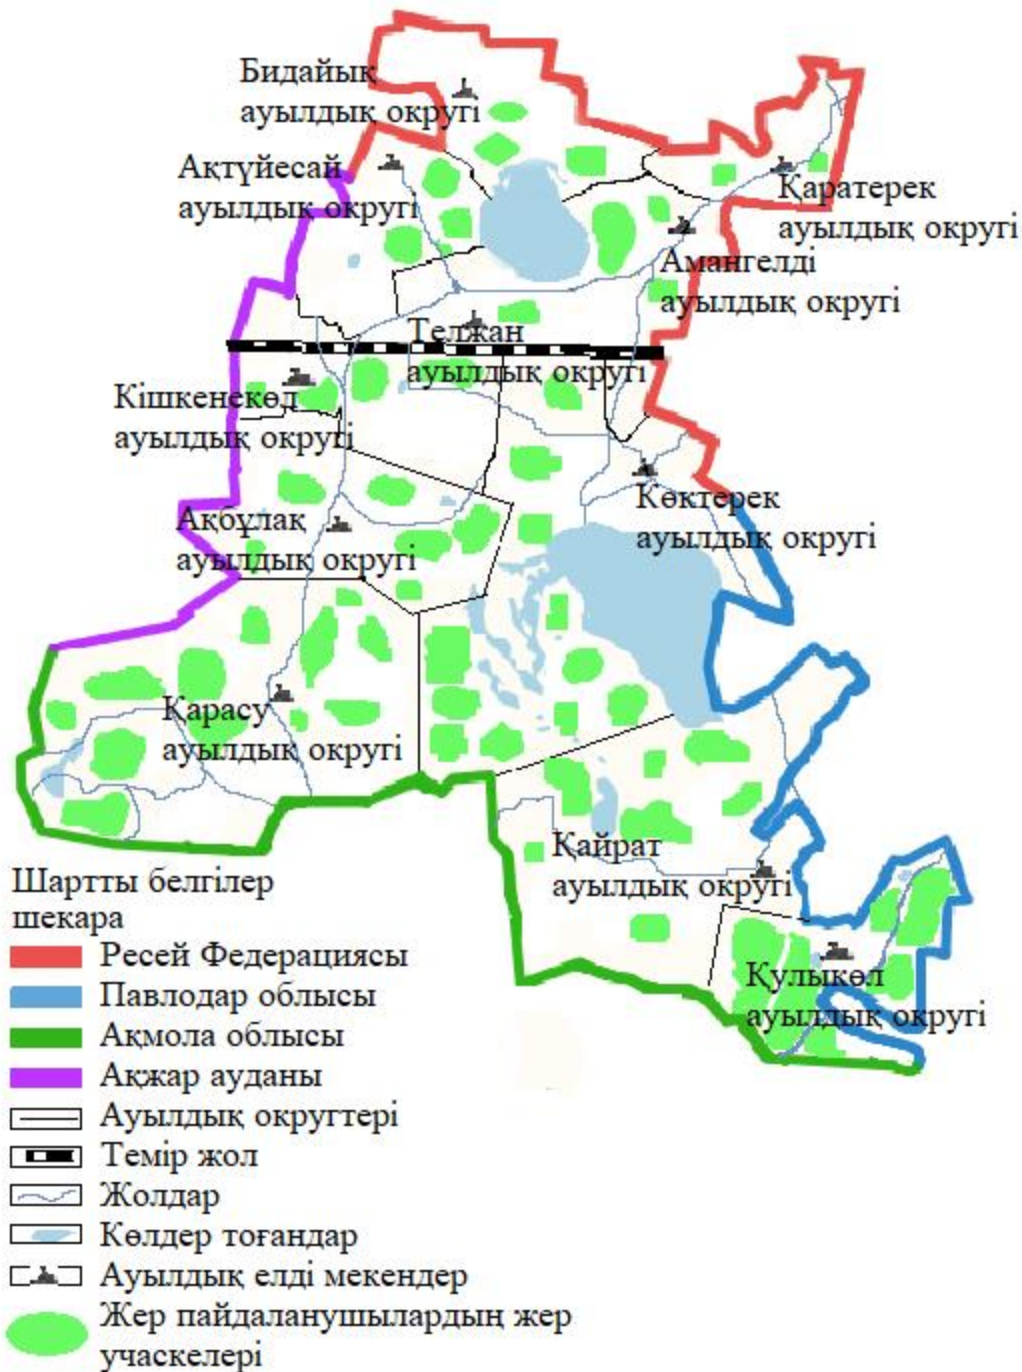 Бидайық
ауылдық округі
Ақтүйесай
ауылдық округі
Қаратерек
ауылдық округі
Амангелді
ауылдық округі
Телжан
ауылдық округі
Кішкенекөл
ауылдық округі
Көктерек
ауылдық округі
Ақбұлақ
ауылдық округі
Қарасу
ауылдық округі
Қайрат
ауылдық округі
Құлыкөл
ауылдық округі
Шартты белгілер
шекара
Ресей Федерациясы
Павлодар облысы
Ақмола облысы
Ақжар ауданы
Ауылдық округтері
Темір жол
Жолдар
Көлдер тоғандар
Ауылдық елді мекендер
Жер пайдаланушылардың жер
учаскелері